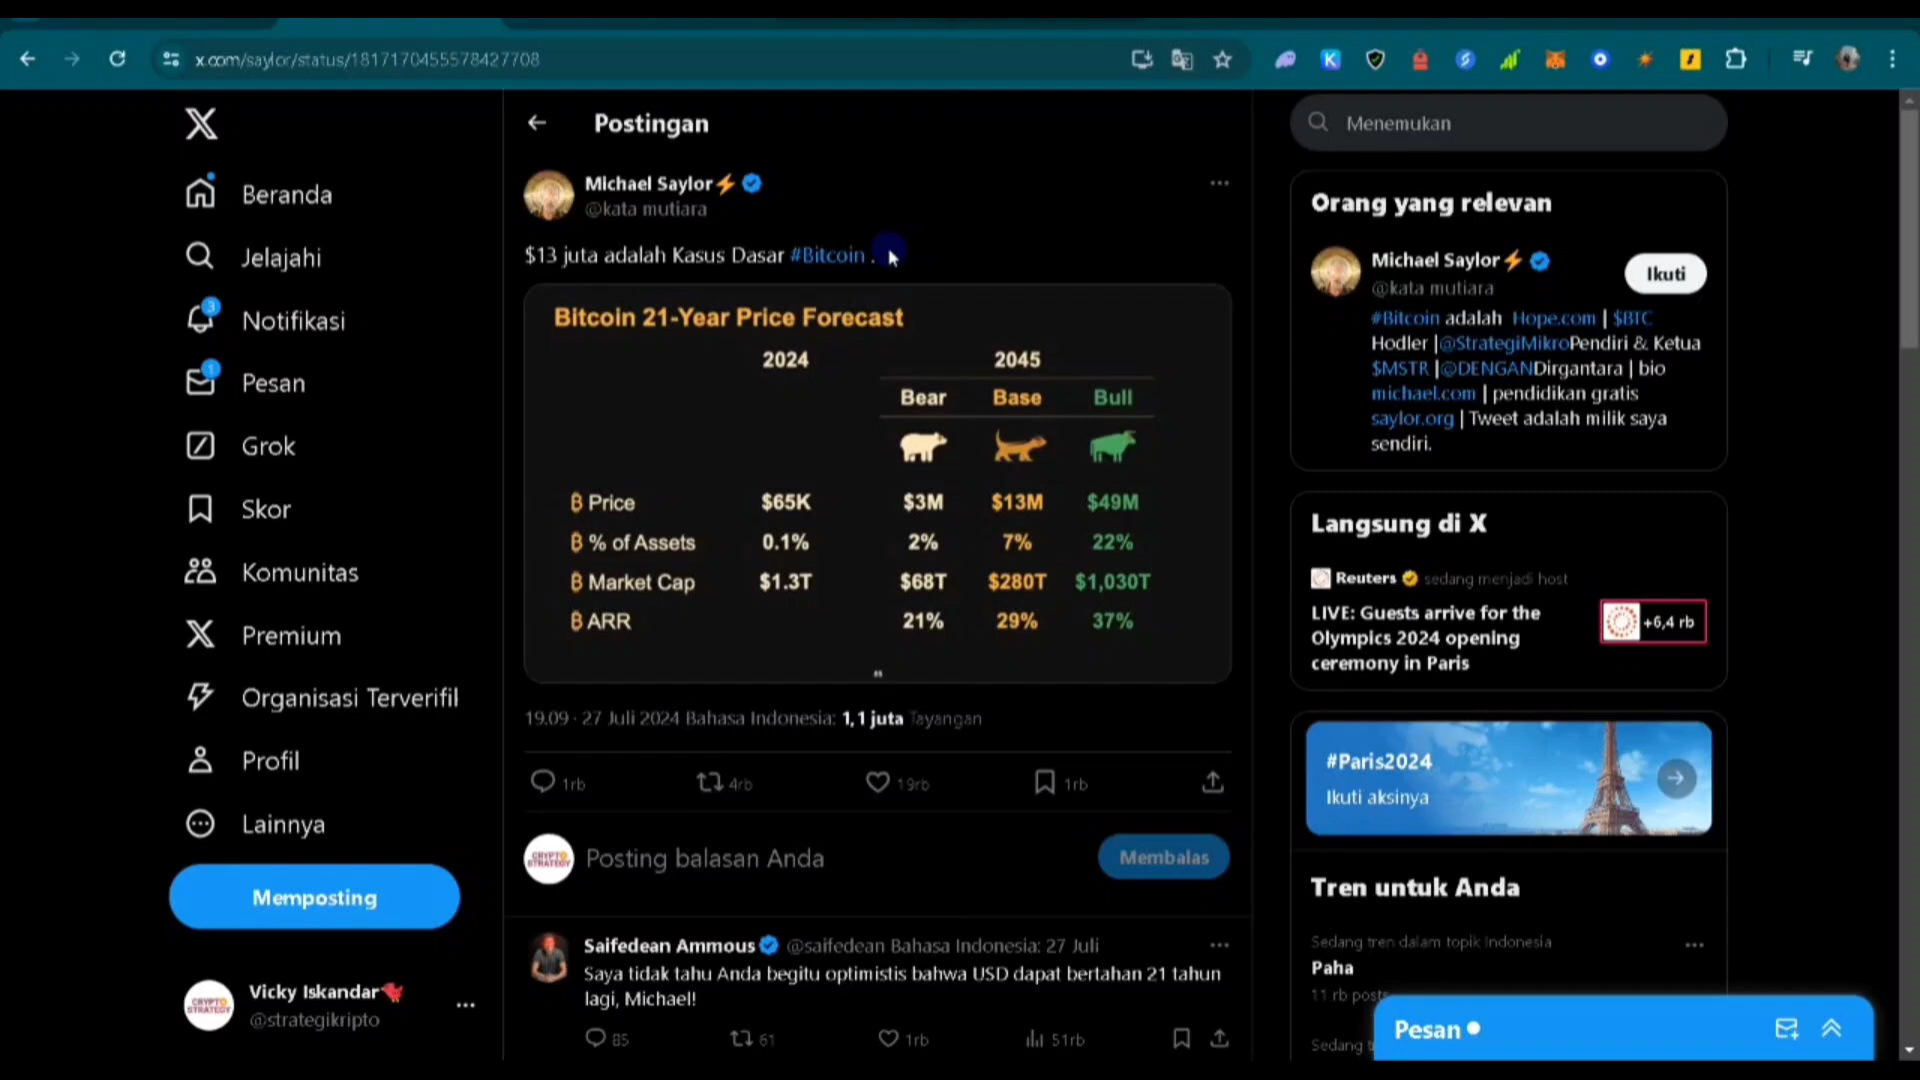 x.com/saylor/status/1817170455578427708
Beranda
Jelajahi
3
Notifikasi
1
Pesan
Grok
Skor
Komunitas
Premium
Organisasi Terverifil
Profil
Lainnya
Memposting
Vicky Iskandar
@strategikripto
Postingan
Michael Saylor
@kata mutiara
$13 juta adalah Kasus Dasar #Bitcoin .
Bitcoin 21-Year Price Forecast
2024 2045
Bear Base Bull
₿ Price $65K $3M $13M $49M
₿ % of Assets 0.1% 2% 7% 22%
₿ Market Cap $1.3T $68T $280T $1,030T
₿ ARR 21% 29% 37%
19.09 · 27 Juli 2024 Bahasa Indonesia: 1,1 juta Tayangan
1rb 4rb 19rb 1rb
CRYPTO
STRATEGY
Posting balasan Anda
Membalas
Saifedean Ammous @saifedean Bahasa Indonesia: 27 Juli
Saya tidak tahu Anda begitu optimistis bahwa USD dapat bertahan 21 tahun
lagi, Michael!
85 61 1rb 51rb
Menemukan
Orang yang relevan
Michael Saylor
@kata mutiara
Ikuti
#Bitcoin adalah Hope.com | $BTC
Hodler |@StrategiMikroPendiri & Ketua
$MSTR |@DENGANDirgantara | bio
michael.com | pendidikan gratis
saylor.org | Tweet adalah milik saya
sendiri.
Langsung di X
Reuters sedang menjadi host
LIVE: Guests arrive for the
Olympics 2024 opening
ceremony in Paris
+6,4 rb
#Paris2024
Ikuti aksinya
Tren untuk Anda
Sedang tren dalam topik Indonesia
Paha
11 rb posts
Sedang
Pesan